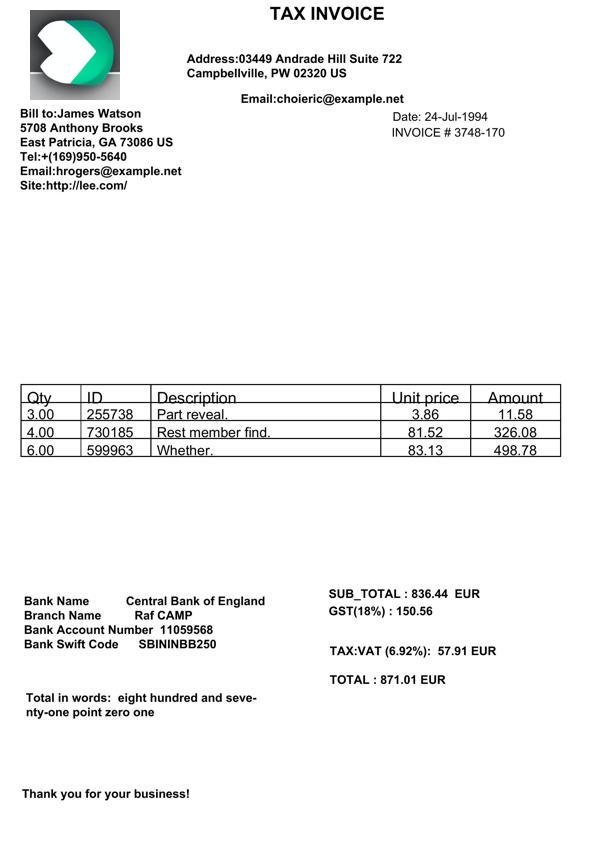 TAX INVOICE
Address:03449 Andrade Hill Suite 722
Campbellville, PW 02320 US
Email:choieric@example.net
Bill to:James Watson
5708 Anthony Brooks
East Patricia, GA 73086 US
Tel:+(169)950-5640
Email:hrogers@example.net
Site:http://lee.com/
Date: 24-Jul-1994
INVOICE # 3748-170
Qty ID Description Unit price Amount
3.00 255738 Part reveal. 3.86 11.58
4.00 730185 Rest member find. 81.52 326.08
6.00 599963 Whether. 83.13 498.78
SUB_TOTAL : 836.44 EUR
GST(18%) : 150.56
TAX:VAT (6.92%): 57.91 EUR
TOTAL : 871.01 EUR
Bank Name Central Bank of England
Branch Name Raf CAMP
Bank Account Number 11059568
Bank Swift Code SBININBB250
Total in words: eight hundred and seve-
nty-one point zero one
Thank you for your business!